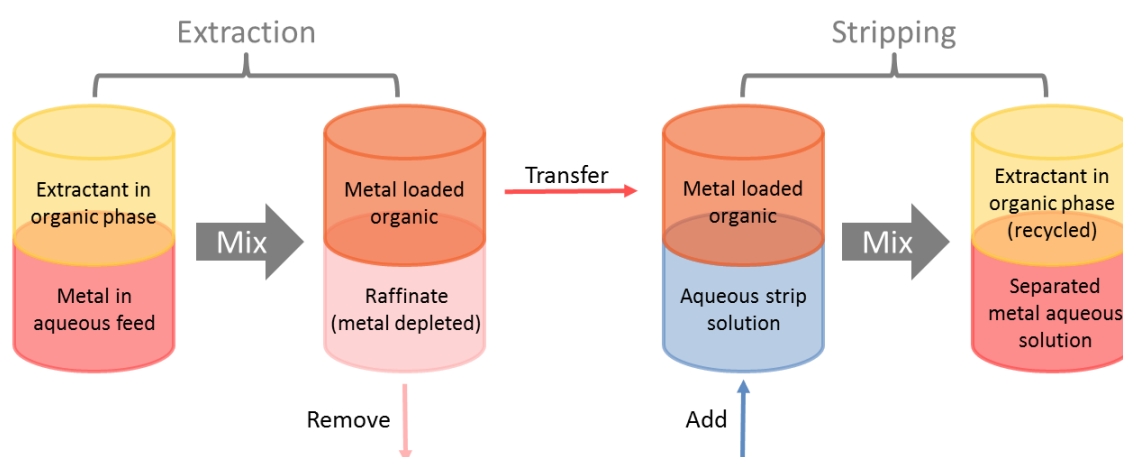 Extraction
Stripping
Extractant in
organic phase
Mix
Metal in
aqueous feed
Metal loaded
organic
Raffinate
(metal depleted)
Transfer
Remove
Metal loaded
organic
Aqueous strip
solution
Add
Mix
Extractant in
organic phase
(recycled)
Separated
metal aqueous
solution